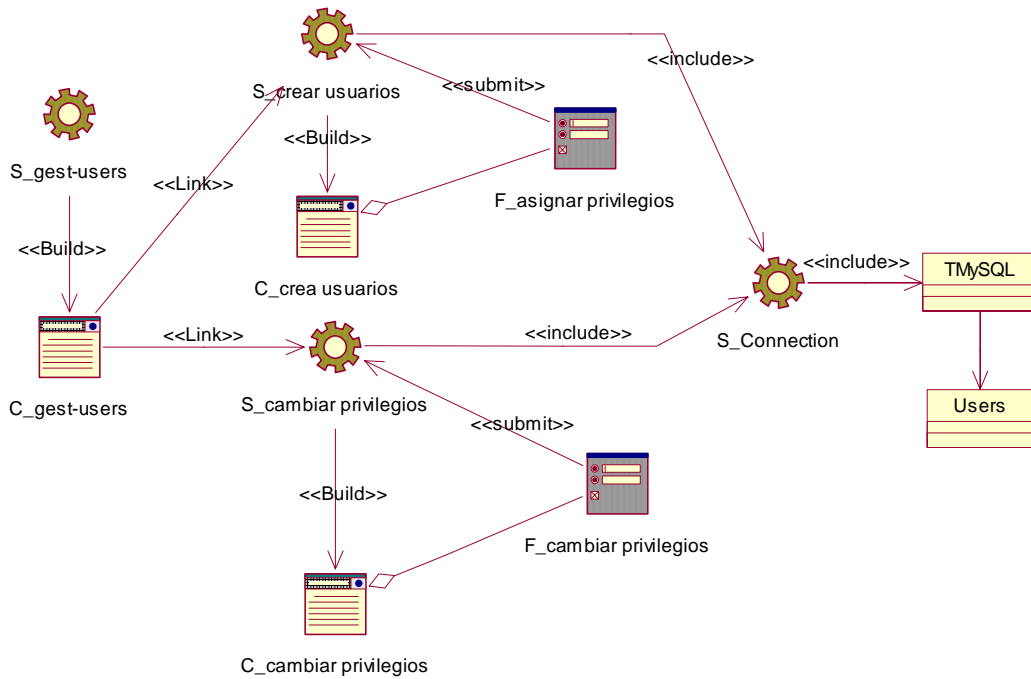 <<include>>
S_crear usuarios
<<submit>>
<<Build>>
S_gest-users
<<Link>>
F_asignar privilegios
<<Build>>
C_crea usuarios
<<include>>
TMySQL
<<Link>>
<<include>>
S_Connection
C_gest-users
S_cambiar privilegios
Users
<<submit>>
<<Build>>
F_cambiar privilegios
C_cambiar privilegios